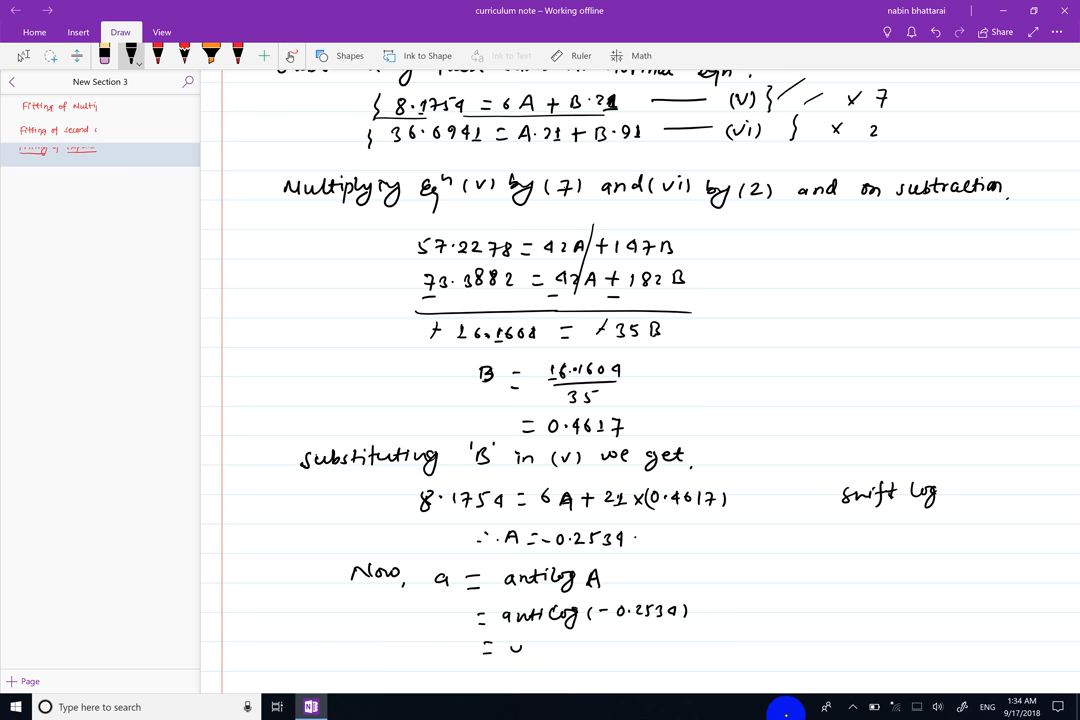 curriculum note – Working offline
nabin bhattarai
Home Insert Draw View
Share
Shapes Ink to Shape Ink to Text Ruler Math
New Section 3
Fitting of
Fitting of second
Page
{ 8.1754 = 6A + B.21 —— (v) } × 7
{ 36.6941 = A.21 + B.91 —— (vi) } × 2
Multiplying Eqn (v) by (7) and (vi) by (2) and on subtraction.
57.2278 = 42A + 147B
73.3882 = 42A + 182B
16.1604 = 35B
B = 16.1604
35
= 0.4617
substituting 'B' in (v) we get.
8.1754 = 6A + 21×(0.4617)
shift log
∴ A = -0.2534.
Now, a = antilog A
= antilog (-0.2534)
=
Type here to search
ENG
1:34 AM
9/17/2018